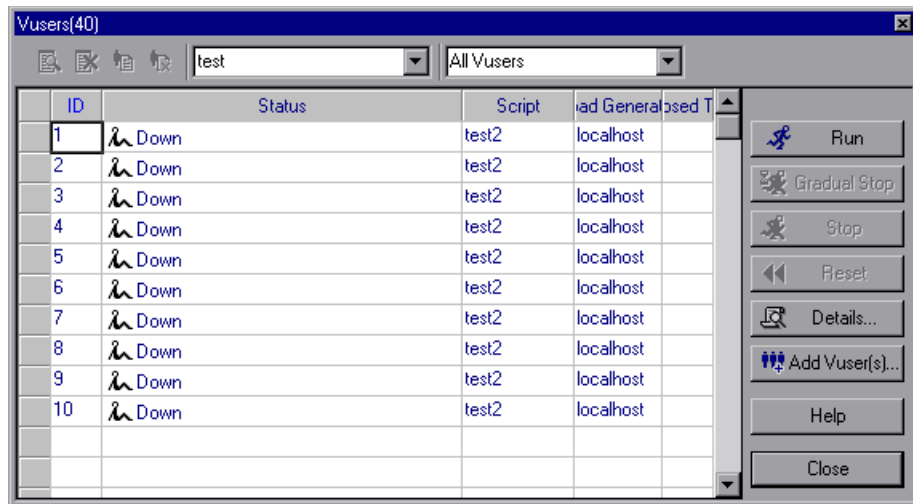 Vusers(40)
test All Vusers
ID Status Script oad Generat osed T
1 Down test2 localhost
2 Down test2 localhost
3 Down test2 localhost
4 Down test2 localhost
5 Down test2 localhost
6 Down test2 localhost
7 Down test2 localhost
8 Down test2 localhost
9 Down test2 localhost
10 Down test2 localhost
Run
Gradual Stop
Stop
Reset
Details...
Add Vuser(s)...
Help
Close